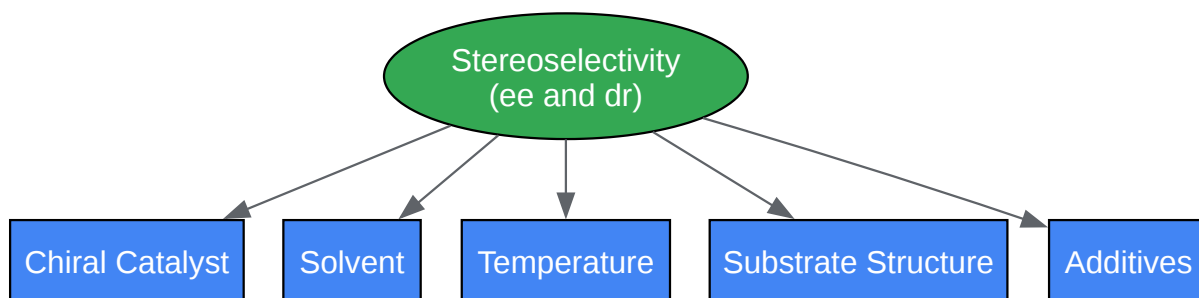 Stereoselectivity
(ee and dr)
Chiral Catalyst
Solvent
Temperature
Substrate Structure
Additives